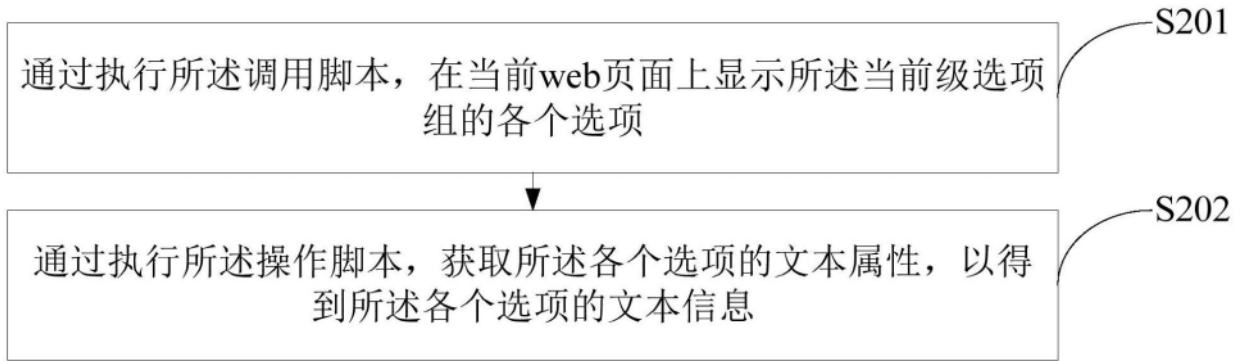 S201
通过执行所述调用脚本，在当前web页面上显示所述当前级选项
组的各个选项
S202
通过执行所述操作脚本，获取所述各个选项的文本属性，以得
到所述各个选项的文本信息